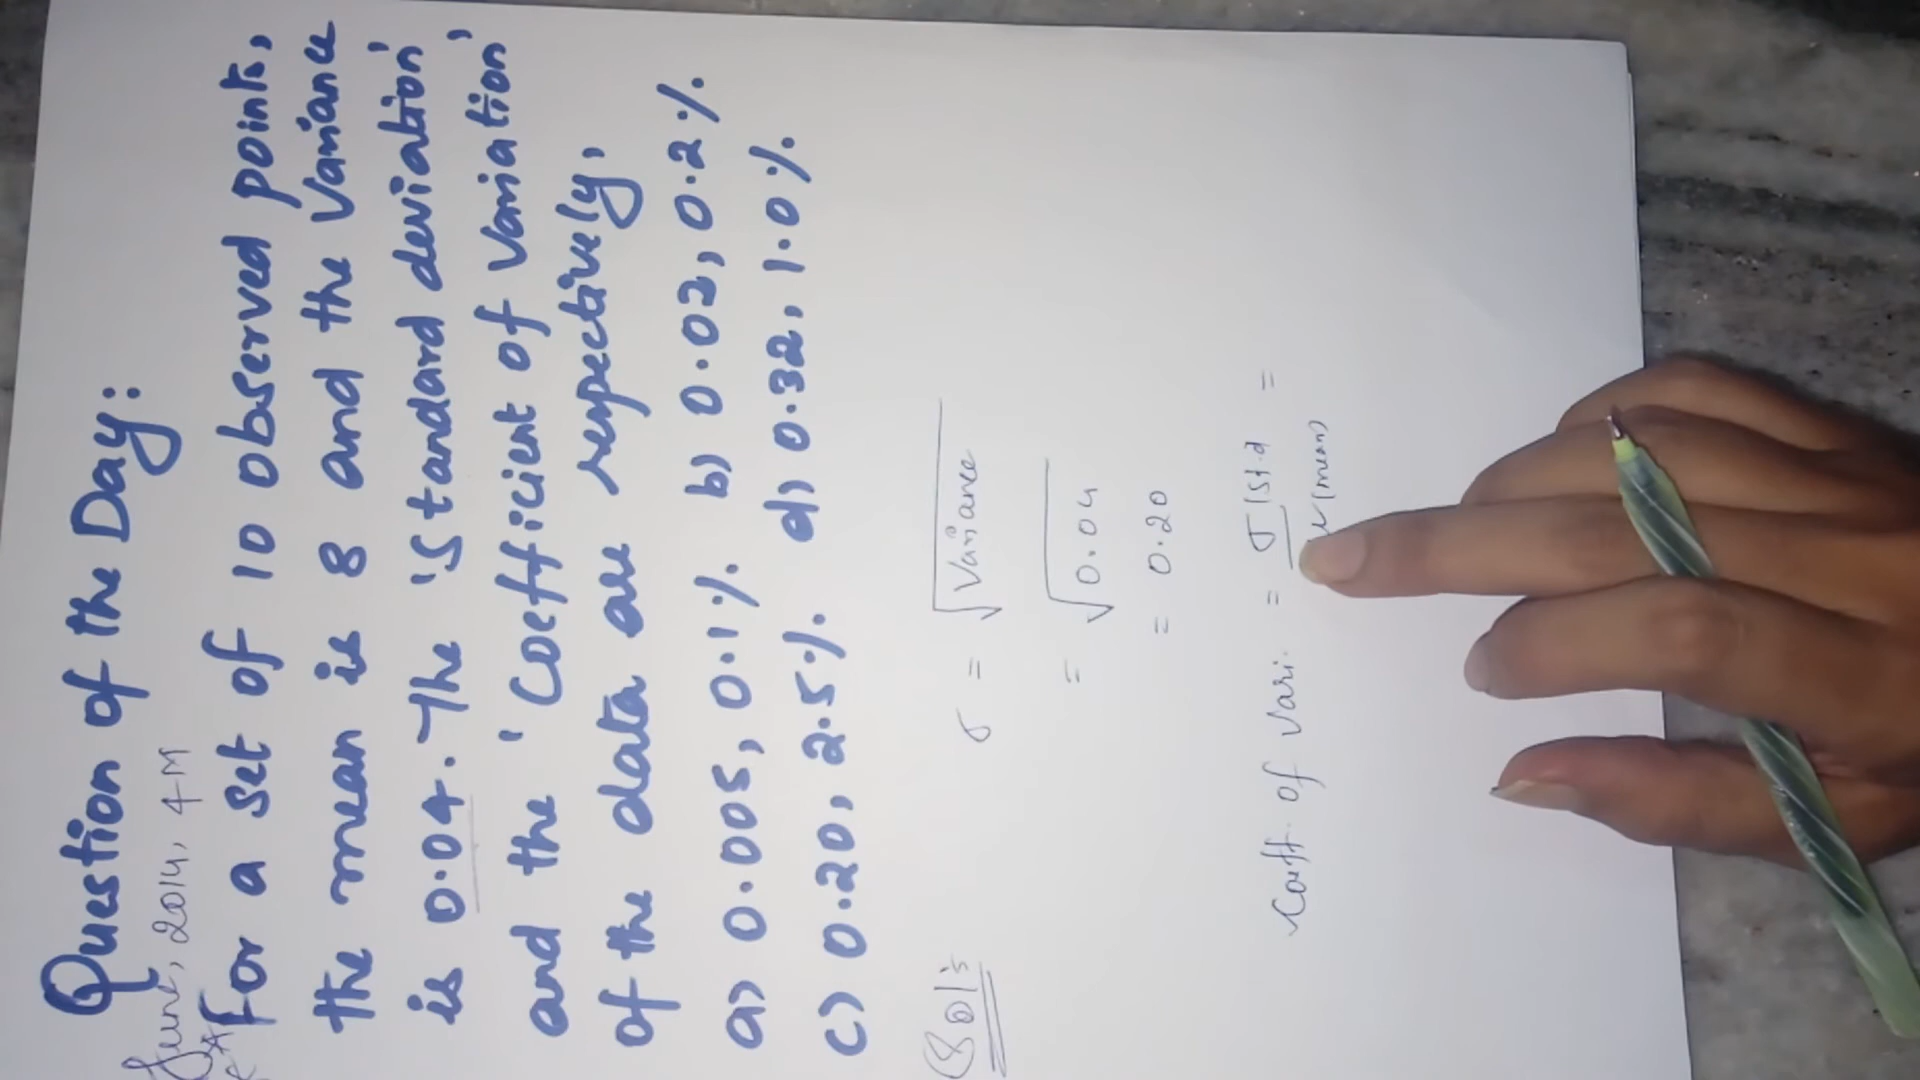 Question of the Day:
June, 2014, 4M
For a set of 10 observed points,
the mean is 8 and the Variance
is 0.04. The 'Standard deviation'
and the 'Coefficient of Variation'
of the data are respectively,
a) 0.005, 0.1% b) 0.02, 0.2%
c) 0.20, 2.5% d) 0.32, 1.0%
σ = √Variance
= √0.04
= 0.20
Coeff. of Vari. = σ (St.d =
(mean)